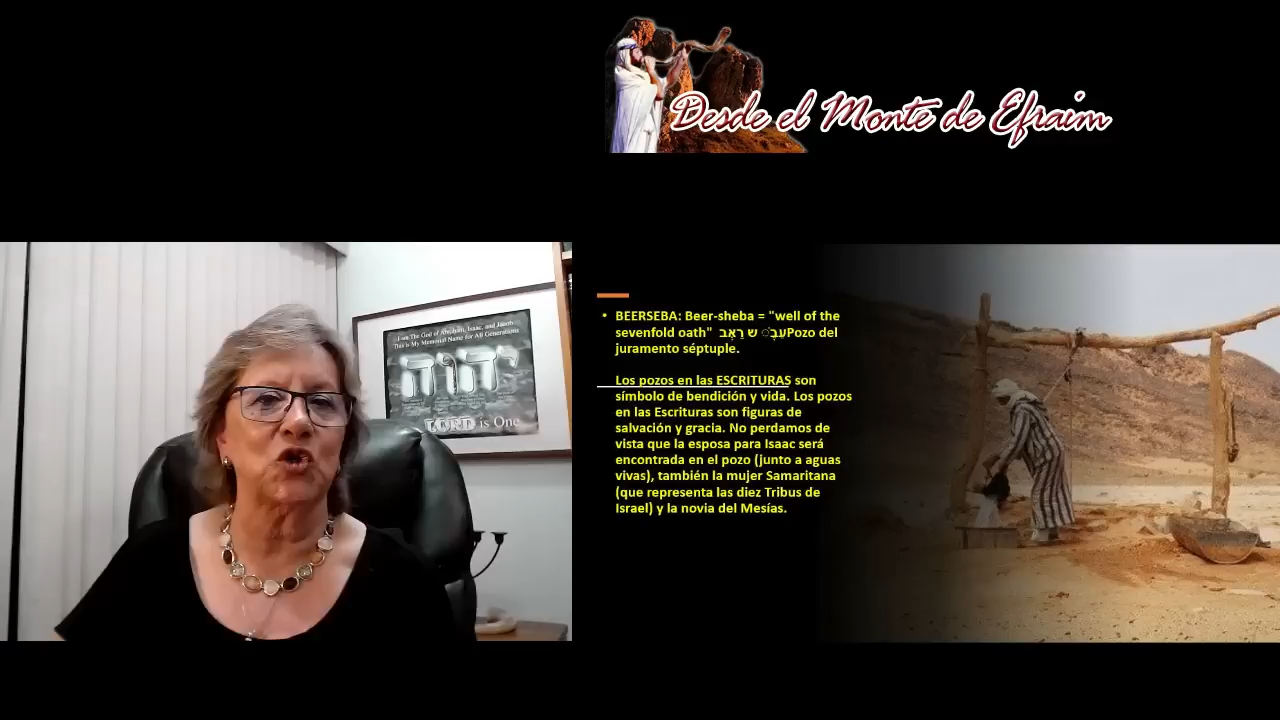 Desde el Monte de Efraim
I am The God of Abraham, Isaac, and Jacob
This is My Memorial Name for All Generations
יהוה
LORD is One
• BEERSEBA: Beer-sheba = "well of the
sevenfold oath" בְּאֵר שֶׁבַע Pozo del
juramento séptuple.
Los pozos en las ESCRITURAS son
símbolo de bendición y vida. Los pozos
en las Escrituras son figuras de
salvación y gracia. No perdamos de
vista que la esposa para Isaac será
encontrada en el pozo (junto a aguas
vivas), también la mujer Samaritana
(que representa las diez Tribus de
Israel) y la novia del Mesías.